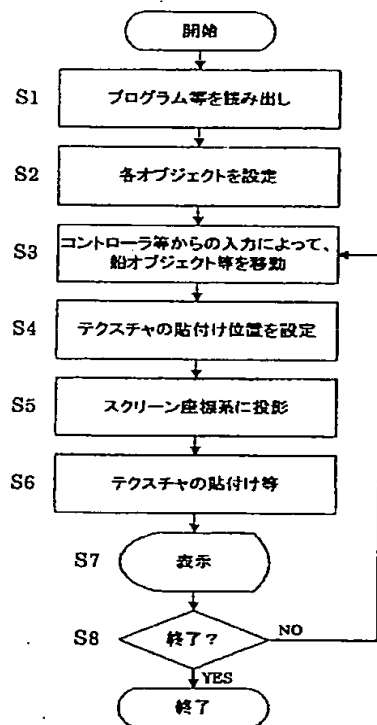 開始
S1
プログラム等を読み出し
S2
各オブジェクトを設定
S3
コントローラ等からの入力によって、
船オブジェクト等を移動
S4
テクスチャの貼付け位置を設定
S5
スクリーン座標系に投影
S6
テクスチャの貼付け等
S7
表示
S8
終了?
NO
YES
終了